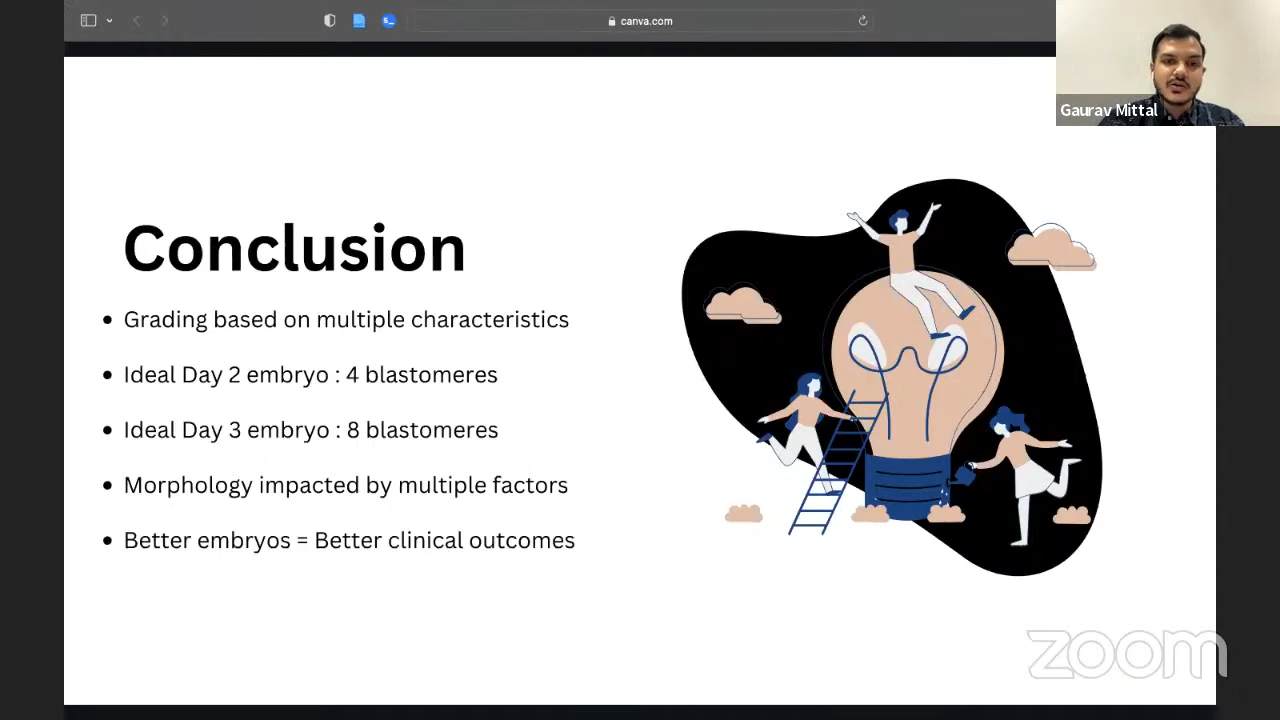 canva.com
Gaurav Mittal
Conclusion
• Grading based on multiple characteristics
• Ideal Day 2 embryo : 4 blastomeres
• Ideal Day 3 embryo : 8 blastomeres
• Morphology impacted by multiple factors
• Better embryos = Better clinical outcomes
zoom